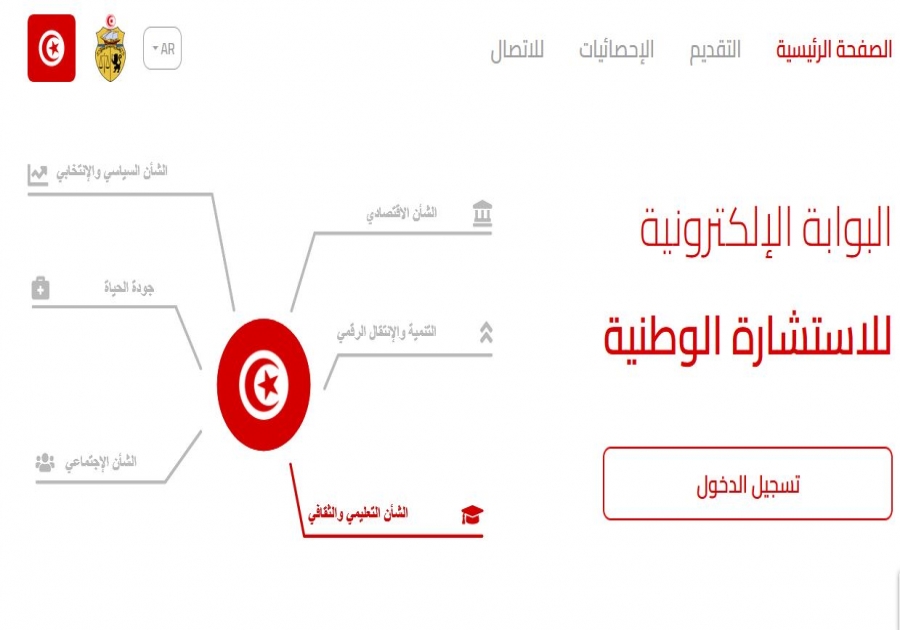 الصفحة الرئيسية
التقديم
الإحصائيات
للاتصال
AR
البوابة الإلكترونية
للاستشارة الوطنية
تسجيل الدخول
الشأن السياسي والإنتخابي
الشأن الاقتصادي
جودة الحياة
التنمية والإنتقال الرقمي
الشأن الإجتماعي
الشأن التعليمي والثقافي